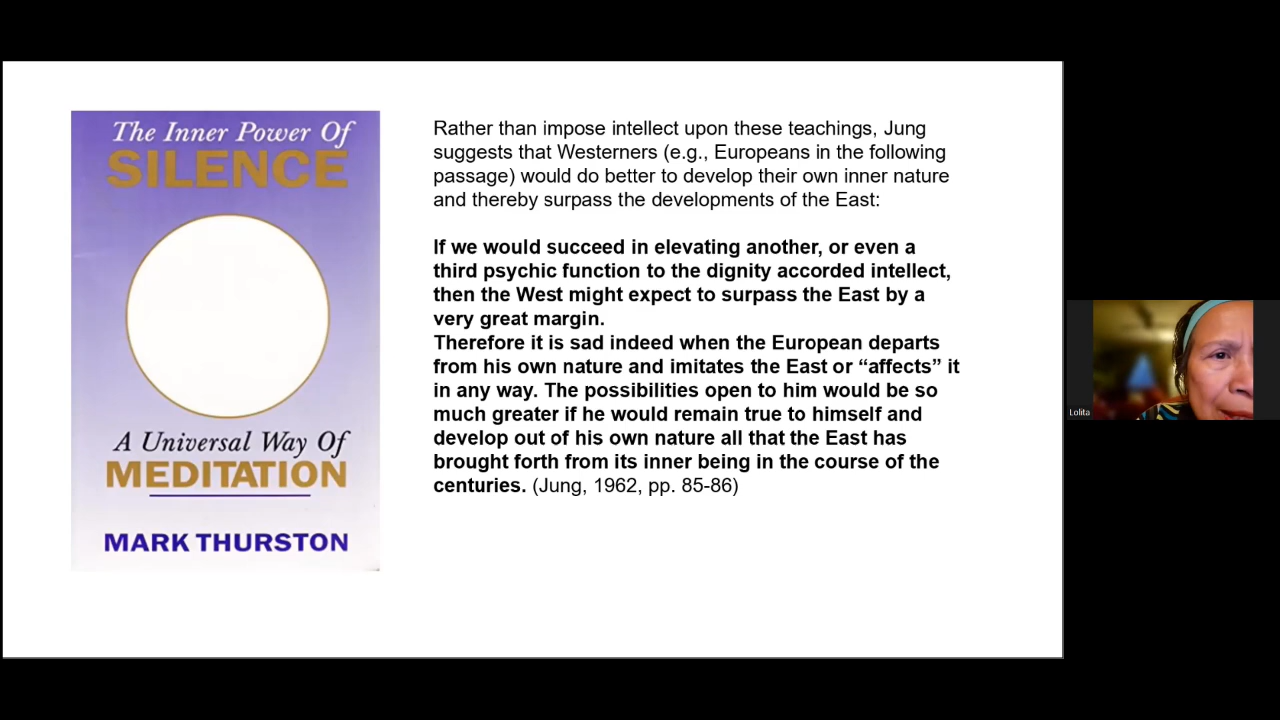 The Inner Power Of
SILENCE
A Universal Way Of
MEDITATION
MARK THURSTON
Rather than impose intellect upon these teachings, Jung
suggests that Westerners (e.g., Europeans in the following
passage) would do better to develop their own inner nature
and thereby surpass the developments of the East:
If we would succeed in elevating another, or even a
third psychic function to the dignity accorded intellect,
then the West might expect to surpass the East by a
very great margin.
Therefore it is sad indeed when the European departs
from his own nature and imitates the East or “affects” it
in any way. The possibilities open to him would be so
much greater if he would remain true to himself and
develop out of his own nature all that the East has
brought forth from its inner being in the course of the
centuries. (Jung, 1962, pp. 85-86)
Lolita